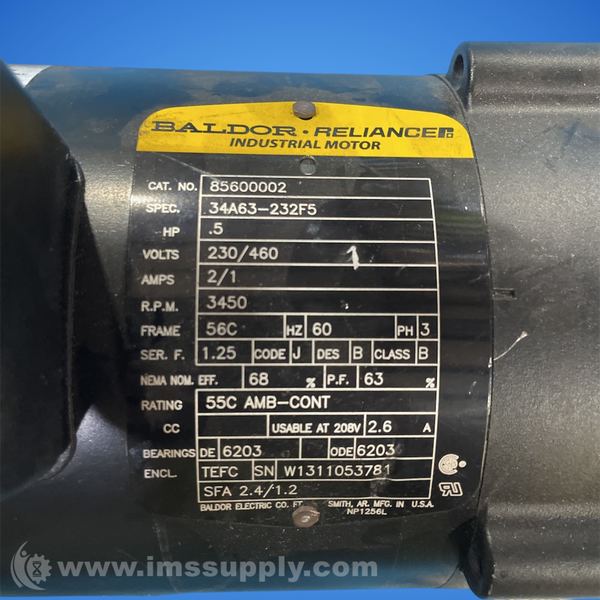 BALDOR • RELIANCE
INDUSTRIAL MOTOR
CAT. NO. 85600002
SPEC. 34A63-232F5
HP .5
VOLTS 230/460
AMPS 2/1
R.P.M. 3450
FRAME 56C HZ 60 PH 3
SER. F. 1.25 CODE J DES B CLASS B
NEMA NOM. EFF. 68 % P.F. 63 %
RATING 55C AMB-CONT
CC USABLE AT 208V 2.6 A
BEARINGS DE 6203 ODE 6203
ENCL. TEFC SN W1311053781
SFA 2.4/1.2
BALDOR ELECTRIC CO. FT. SMITH, AR. MFG. IN U.S.A.
NP1256L
1
www.imssupply.com